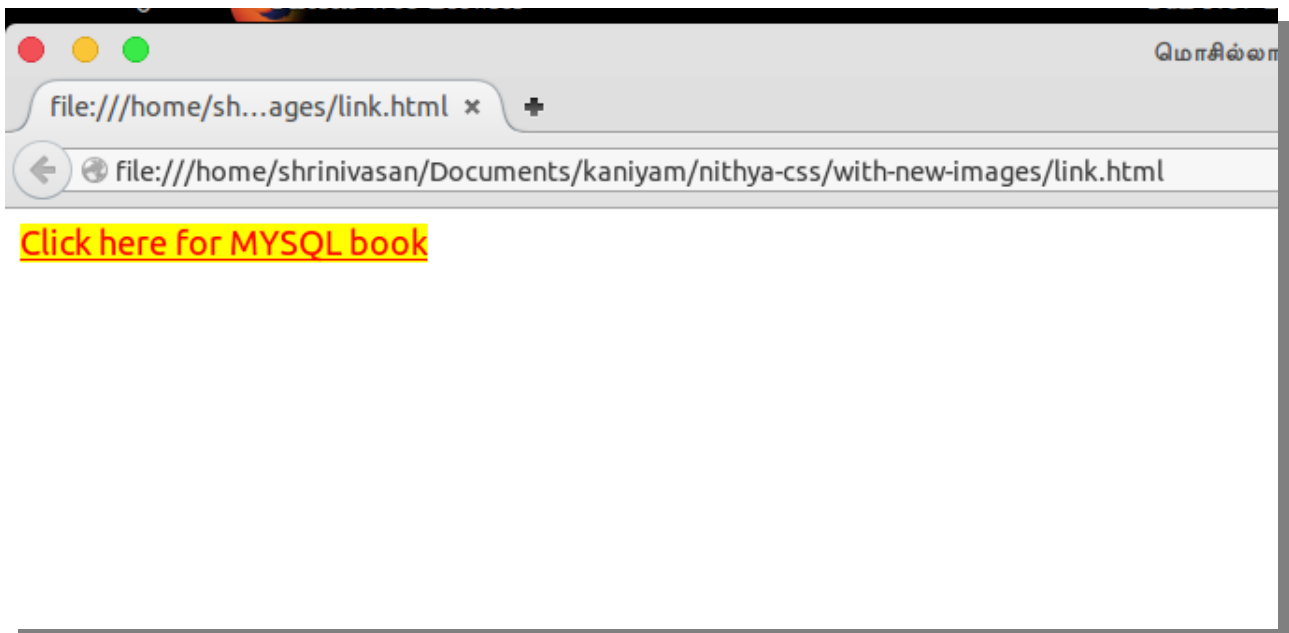 மொசில்லா
file:///home/sh...ages/link.html
file:///home/shrinivasan/Documents/kaniyam/nithya-css/with-new-images/link.html
Click here for MYSQL book